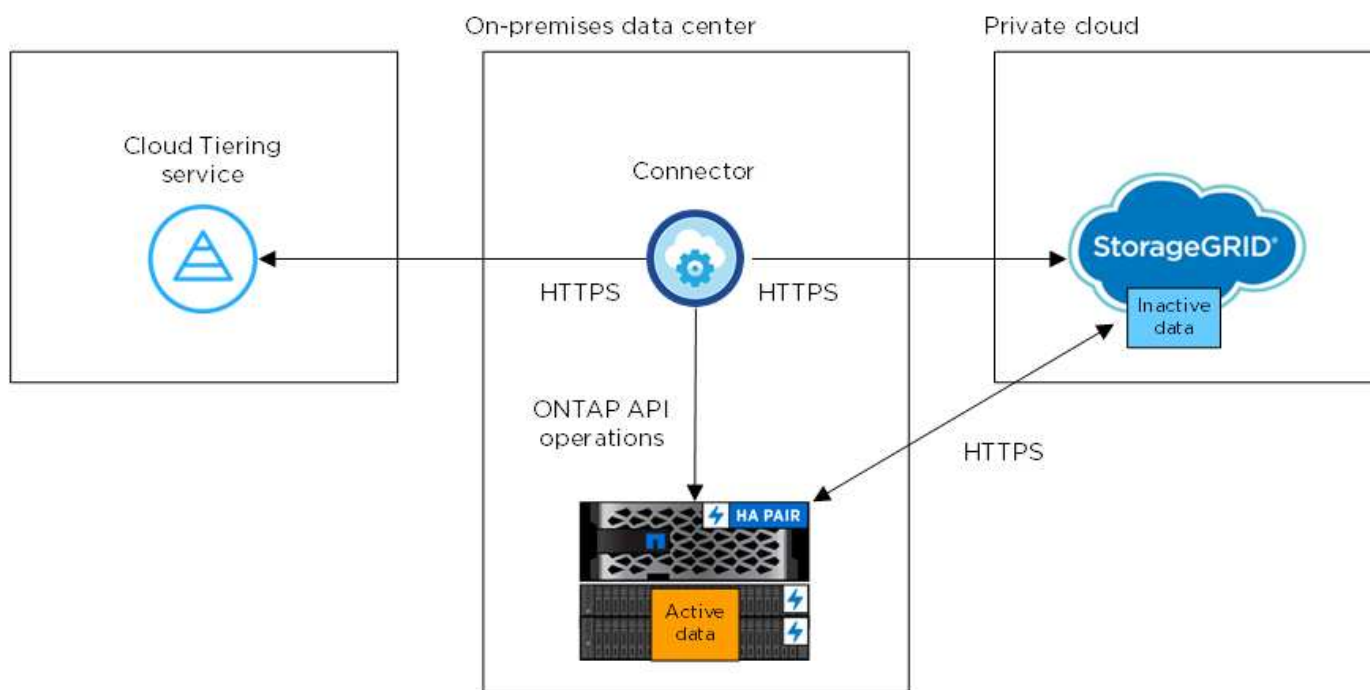 On-premises data center
Private cloud
Cloud Tiering
service
Connector
StorageGRID®
HTTPS
HTTPS
Inactive
data
ONTAP API
operations
HTTPS
HA PAIR
Active
data